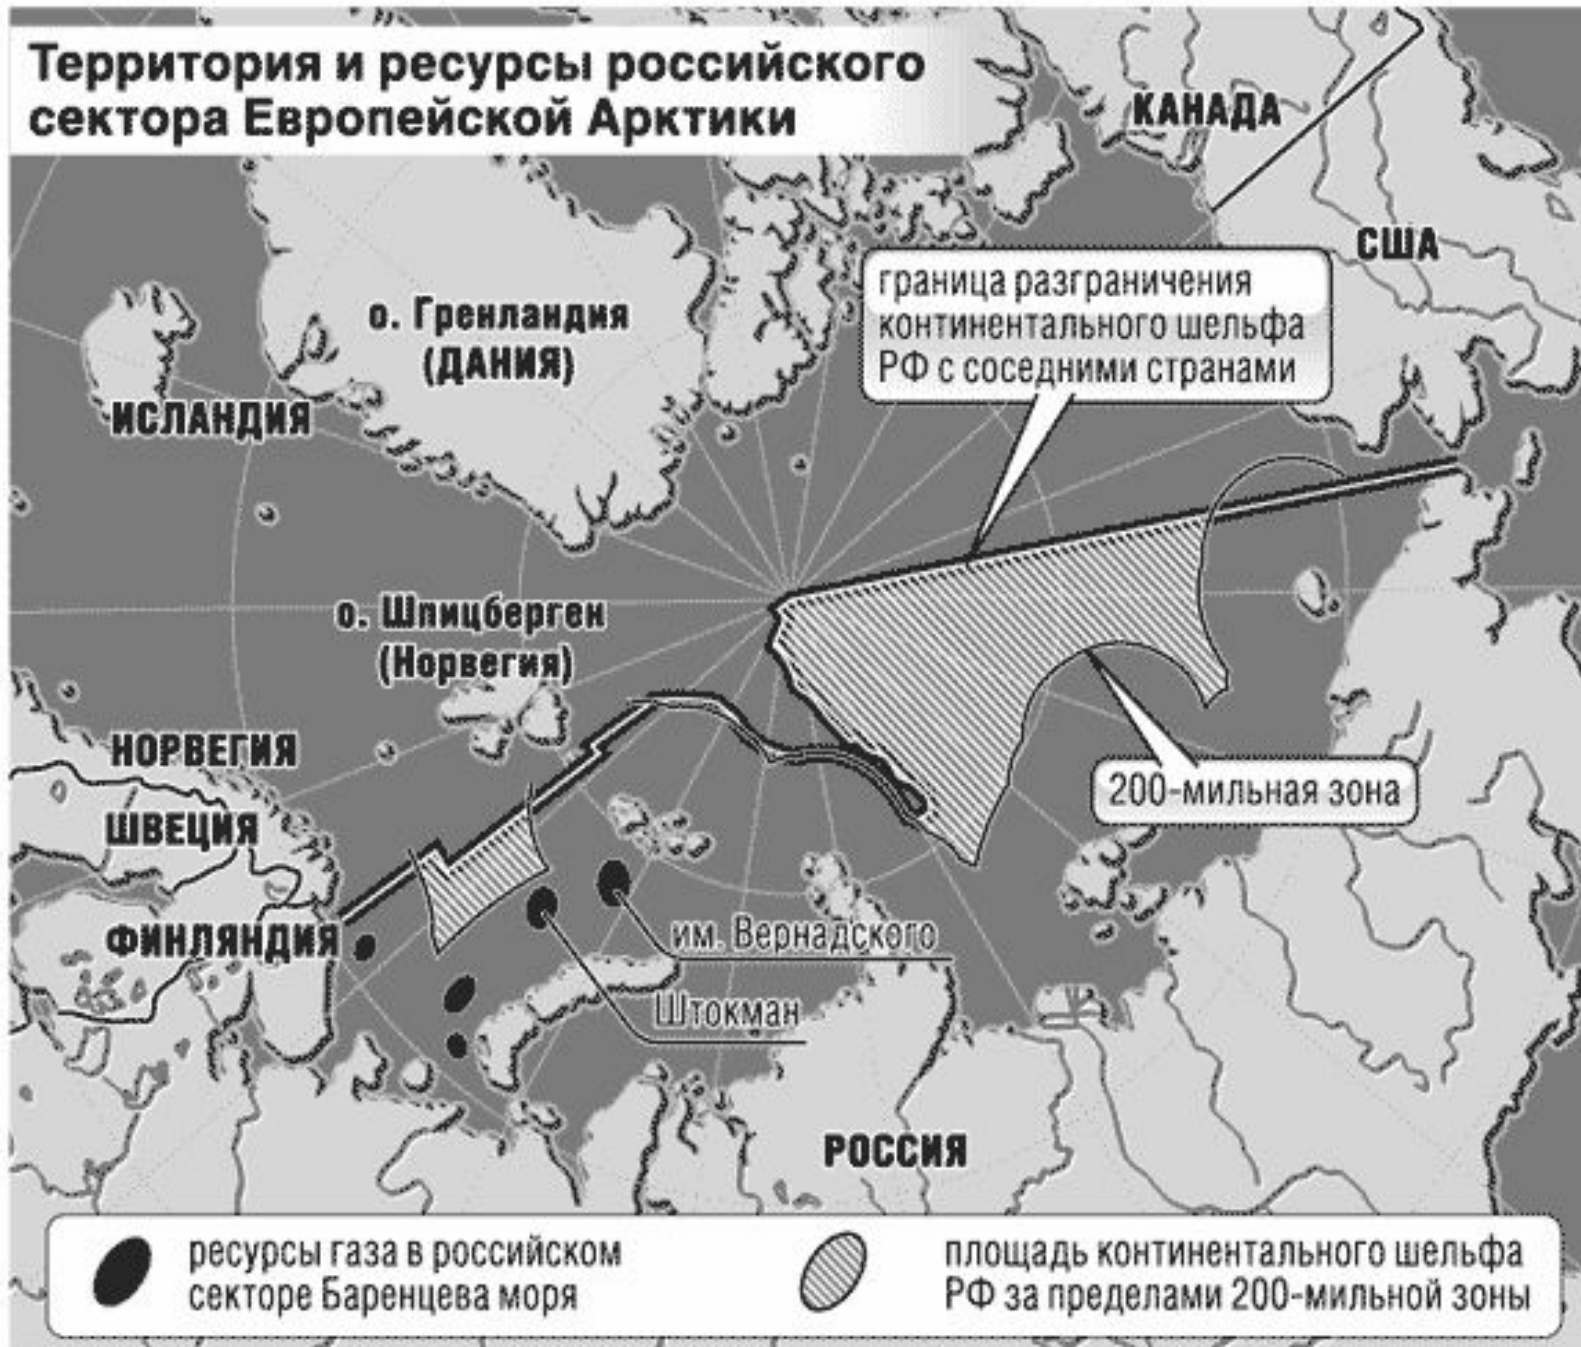 Территория и ресурсы российского
сектора Европейской Арктики
КАНАДА
США
граница разграничения
континентального шельфа
РФ с соседними странами
о. Гренландия
(ДАНИЯ)
ИСЛАНДИЯ
о. Шпицберген
(Норвегия)
НОРВЕГИЯ
ШВЕЦИЯ
ФИНЛЯНДИЯ
200-мильная зона
им. Вернадского
Штокман
РОССИЯ
ресурсы газа в российском
секторе Баренцева моря
площадь континентального шельфа
РФ за пределами 200-мильной зоны